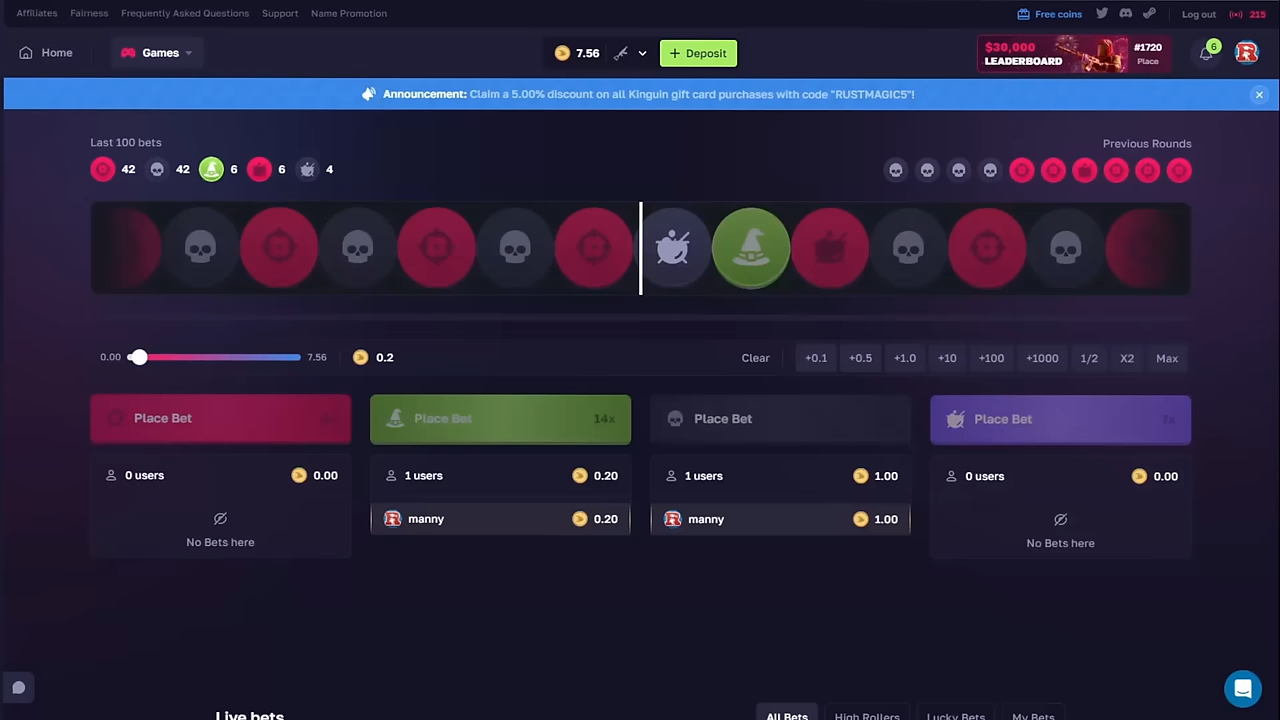 Affiliates Fairness Frequently Asked Questions Support Name Promotion Free coins Log out 215
Home Games 7.56 + Deposit $30,000 LEADERBOARD #1720 Place 6
Announcement: Claim a 5.00% discount on all Kinguin gift card purchases with code "RUSTMAGIC5"!
Last 100 bets Previous Rounds
42 42 6 6 4
0.00 7.56 0.2 Clear +0.1 +0.5 +1.0 +10 +100 +1000 1/2 X2 Max
Place Bet Place Bet 14x Place Bet Place Bet
0 users 0.00 1 users 0.20 1 users 1.00 0 users 0.00
manny 0.20 manny 1.00
No Bets here No Bets here
Live bets All Bets High Rollers Lucky Bets My Bets